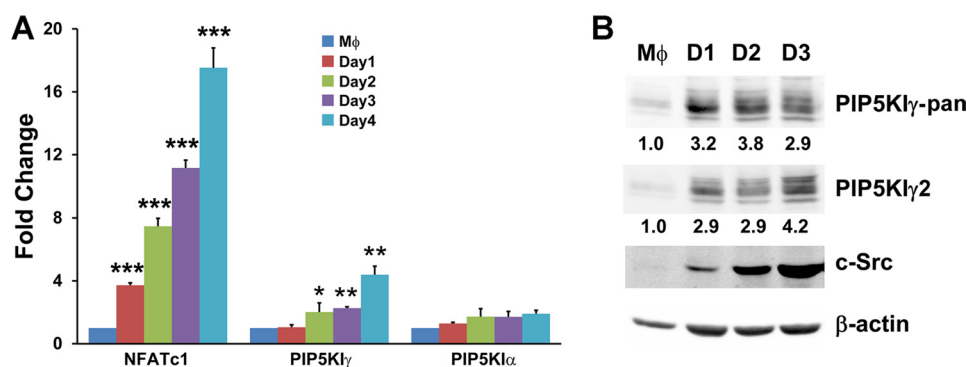 A
Fold Change
20
16
12
8
4
0
***
***
***
***
*
**
**
Mϕ
Day1
Day2
Day3
Day4
NFATc1
PIP5KIγ
PIP5KIα
B
Mϕ D1 D2 D3
PIP5KIγ-pan
1.0 3.2 3.8 2.9
PIP5KIγ2
1.0 2.9 2.9 4.2
c-Src
β-actin